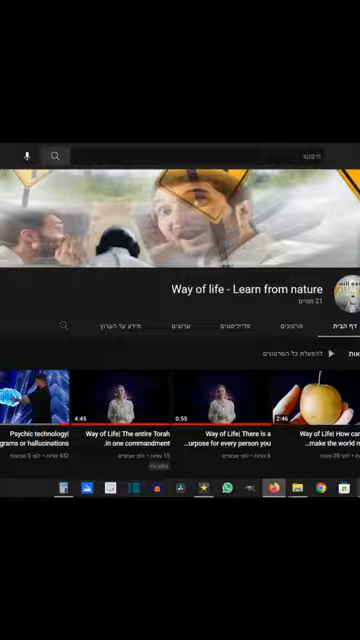 חיפוש
Way of life - Learn from nature
21 מנויים
דף הבית
סרטונים
פלייליסטים
ערוצים
מידע על הערוץ
להפעלת כל הסרטונים
4:45
0:55
2:46
Psychic technology|
grams or hallucinations
Way of Life| The entire Torah
in one commandment.
Way of Life| There is a
urpose for every person you...
Way of Life| How can
make the world m...